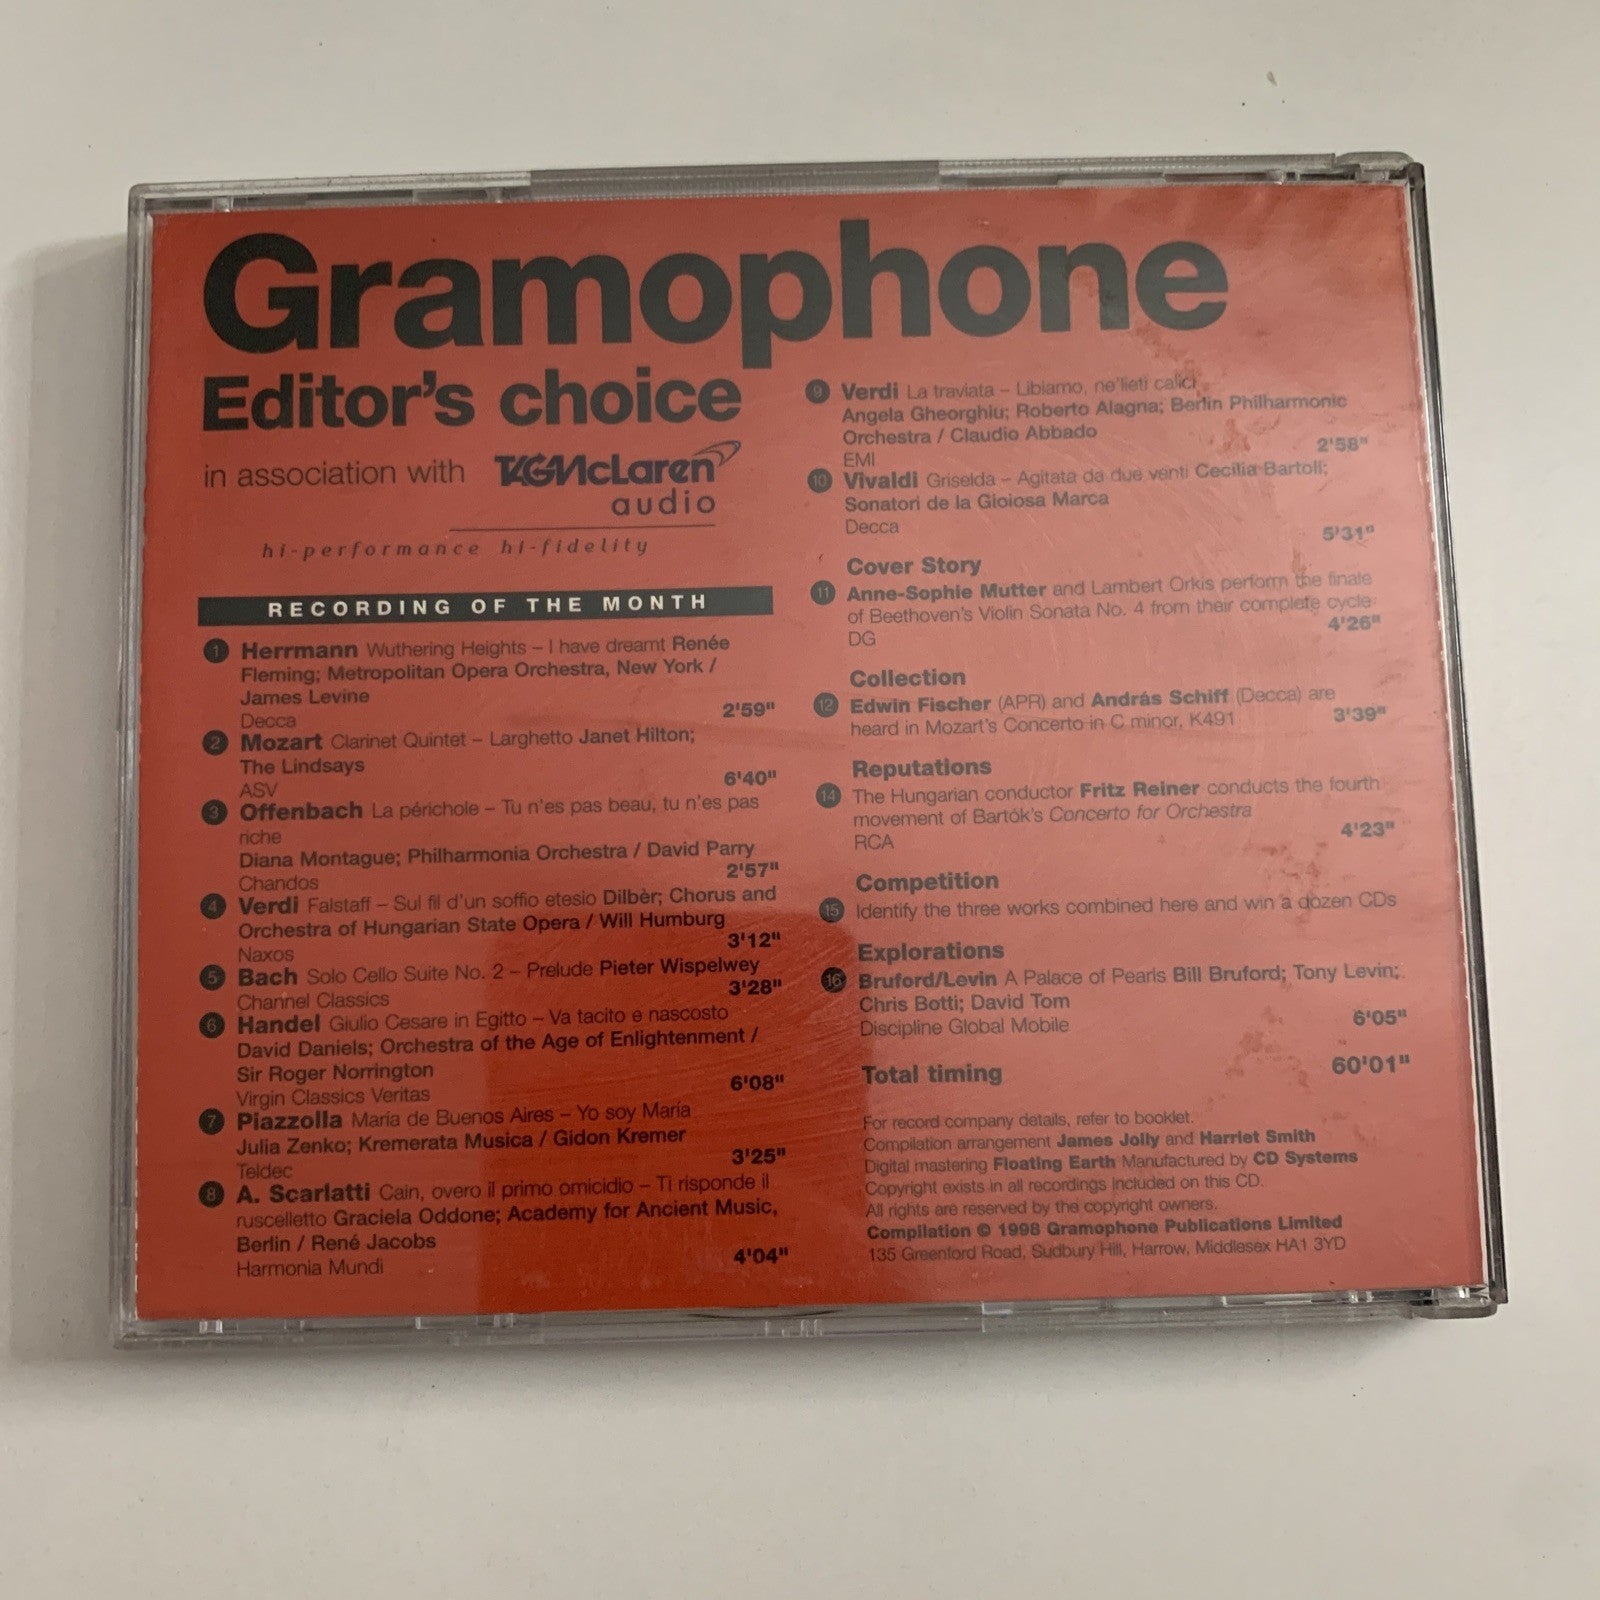 Gramophone
Editor's choice
in association with TAGMcLaren
audio
hi-performance hi-fidelity
RECORDING OF THE MONTH
1 Herrmann Wuthering Heights – I have dreamt Renée
Fleming; Metropolitan Opera Orchestra, New York /
James Levine
Decca 2'59"
2 Mozart Clarinet Quintet – Larghetto Janet Hilton;
The Lindsays
ASV 6'40"
3 Offenbach La périchole – Tu n'es pas beau, tu n'es pas
riche
Diana Montague; Philharmonia Orchestra / David Parry
Chandos 2'57"
4 Verdi Falstaff – Sul fil d'un soffio etesio Dilbèr; Chorus and
Orchestra of Hungarian State Opera / Will Humburg
Naxos 3'12"
5 Bach Solo Cello Suite No. 2 – Prelude Pieter Wispelwey
Channel Classics 3'28"
6 Handel Giulio Cesare in Egitto – Va tacito e nascosto
David Daniels; Orchestra of the Age of Enlightenment /
Sir Roger Norrington
Virgin Classics Veritas 6'08"
7 Piazzolla María de Buenos Aires – Yo soy María
Julia Zenko; Kremerata Musica / Gidon Kremer
Teldec 3'25"
8 A. Scarlatti Cain, overo il primo omicidio – Ti risponde il
ruscelletto Graciela Oddone; Academy for Ancient Music,
Berlin / René Jacobs
Harmonia Mundi 4'04"
9 Verdi La traviata – Libiamo, ne'lieti calici
Angela Gheorghiu; Roberto Alagna; Berlin Philharmonic
Orchestra / Claudio Abbado
EMI 2'58"
10 Vivaldi Griselda – Agitata da due venti Cecilia Bartoli;
Sonatori de la Gioiosa Marca
Decca 5'31"
Cover Story
11 Anne-Sophie Mutter and Lambert Orkis perform the finale
of Beethoven's Violin Sonata No. 4 from their complete cycle
DG 4'26"
Collection
12 Edwin Fischer (APR) and András Schiff (Decca) are
heard in Mozart's Concerto in C minor, K491 3'39"
Reputations
14 The Hungarian conductor Fritz Reiner conducts the fourth
movement of Bartók's Concerto for Orchestra
RCA 4'23"
Competition
15 Identify the three works combined here and win a dozen CDs
Explorations
16 Bruford/Levin A Palace of Pearls Bill Bruford; Tony Levin;
Chris Botti; David Torn
Discipline Global Mobile 6'05"
Total timing 60'01"
For record company details, refer to booklet.
Compilation arrangement James Jolly and Harriet Smith
Digital mastering Floating Earth Manufactured by CD Systems
Copyright exists in all recordings included on this CD.
All rights are reserved by the copyright owners.
Compilation © 1998 Gramophone Publications Limited
135 Greenford Road, Sudbury Hill, Harrow, Middlesex HA1 3YD